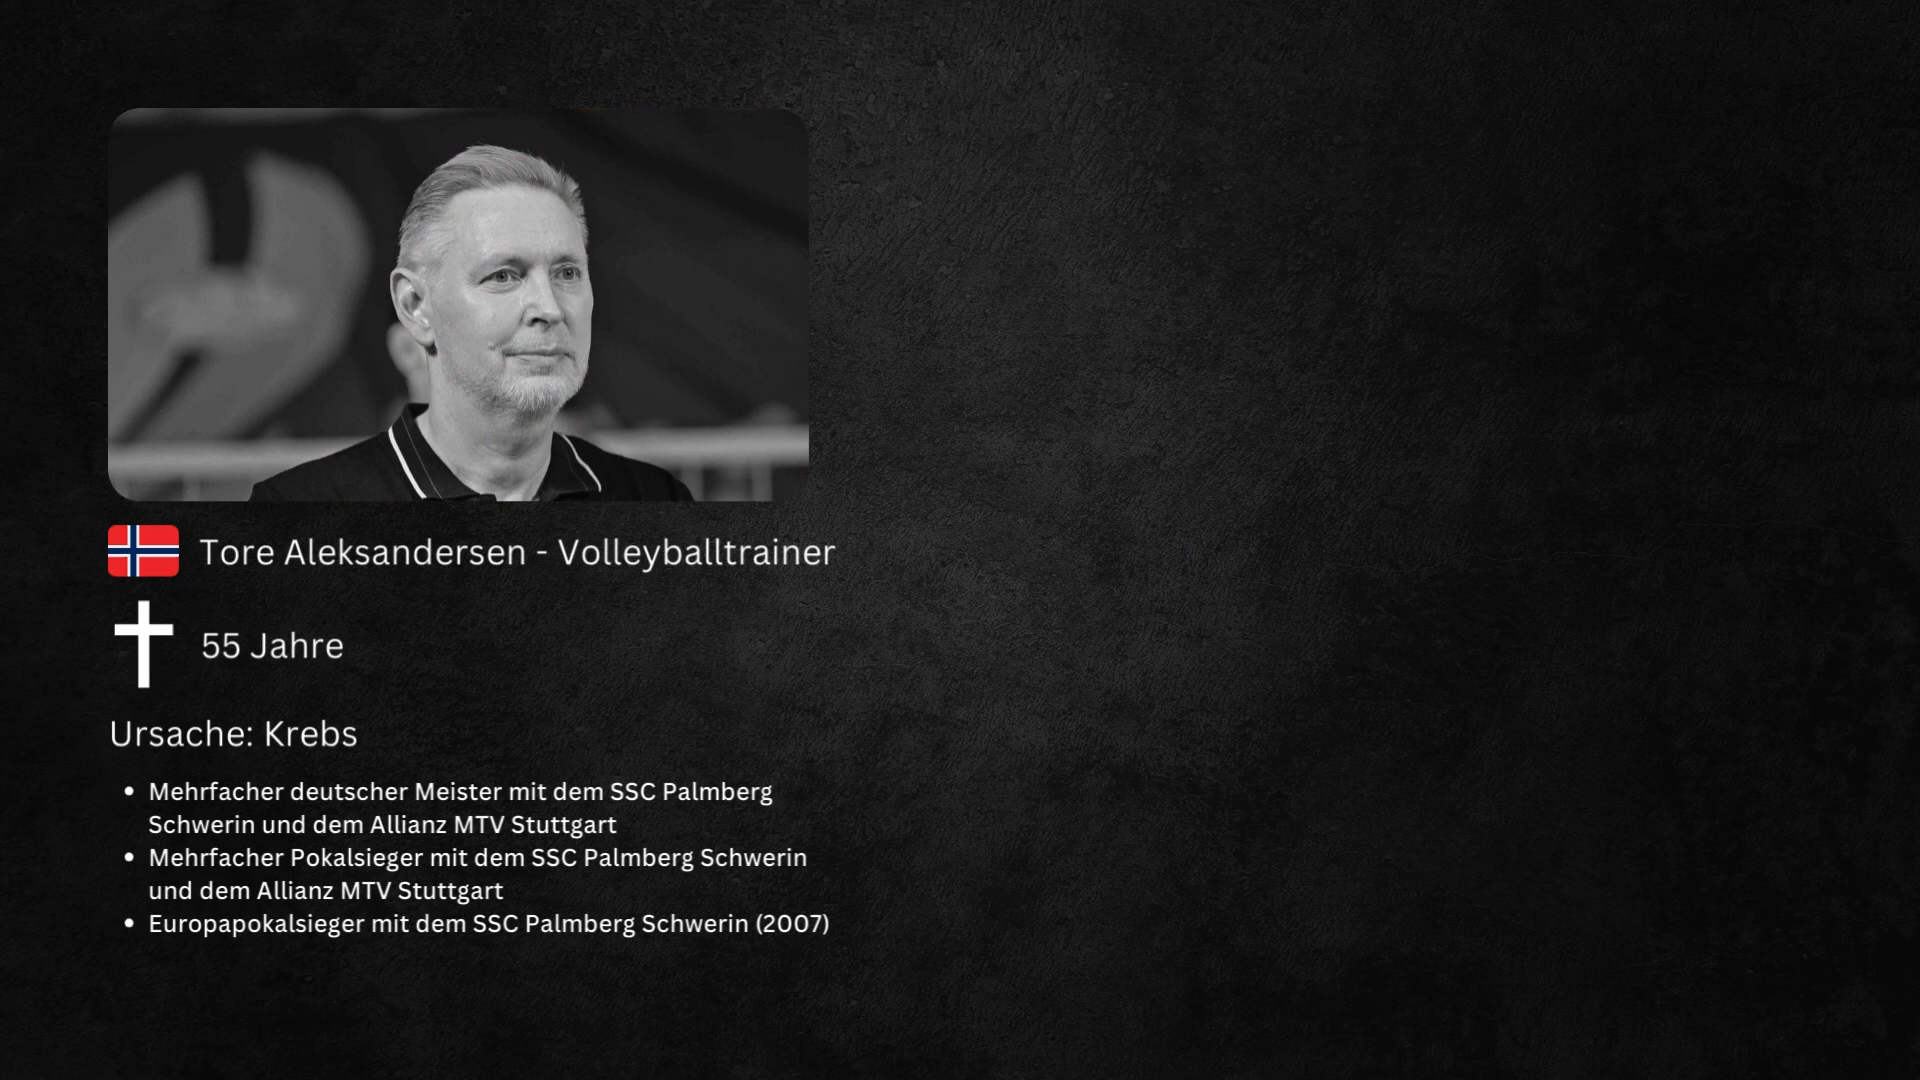 Tore Aleksandersen - Volleyballtrainer
55 Jahre
Ursache: Krebs
• Mehrfacher deutscher Meister mit dem SSC Palmberg
Schwerin und dem Allianz MTV Stuttgart
• Mehrfacher Pokalsieger mit dem SSC Palmberg Schwerin
und dem Allianz MTV Stuttgart
• Europapokalsieger mit dem SSC Palmberg Schwerin (2007)